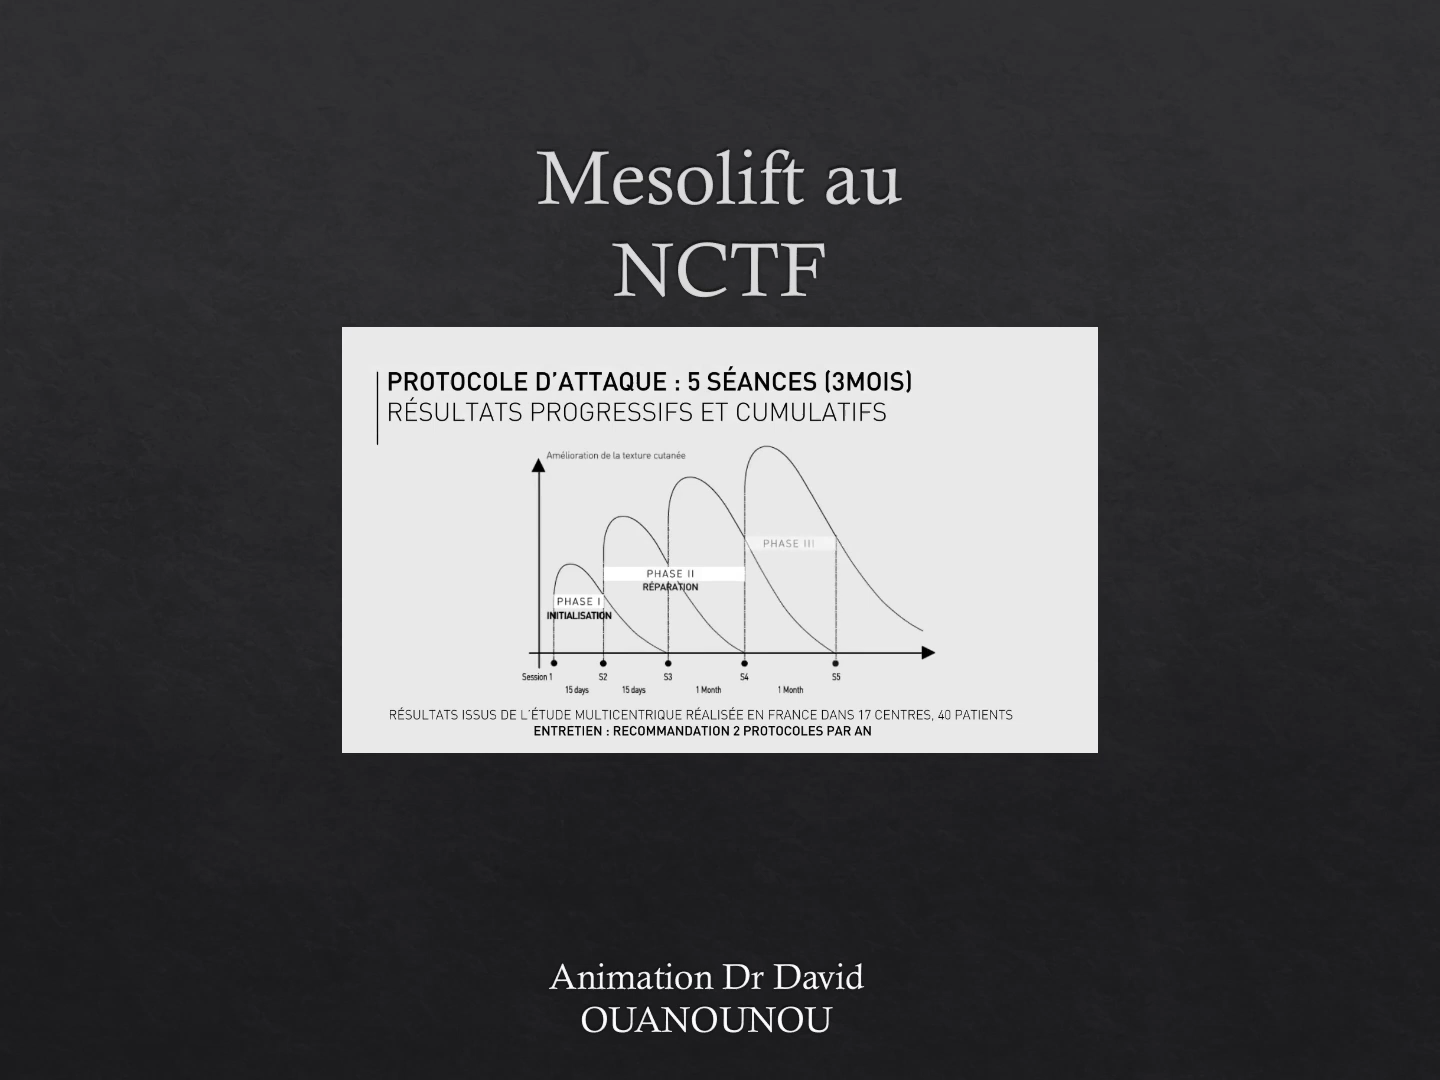 Mesolift au
NCTF
PROTOCOLE D'ATTAQUE : 5 SÉANCES (3MOIS)
RÉSULTATS PROGRESSIFS ET CUMULATIFS
Amélioration de la texture cutanée
PHASE III
PHASE II
RÉPARATION
PHASE I
INITIALISATION
Session 1 S2 S3 S4 S5
15 days 15 days 1 Month 1 Month
RÉSULTATS ISSUS DE L'ÉTUDE MULTICENTRIQUE RÉALISÉE EN FRANCE DANS 17 CENTRES, 40 PATIENTS
ENTRETIEN : RECOMMANDATION 2 PROTOCOLES PAR AN
Animation Dr David
OUANOUNOU